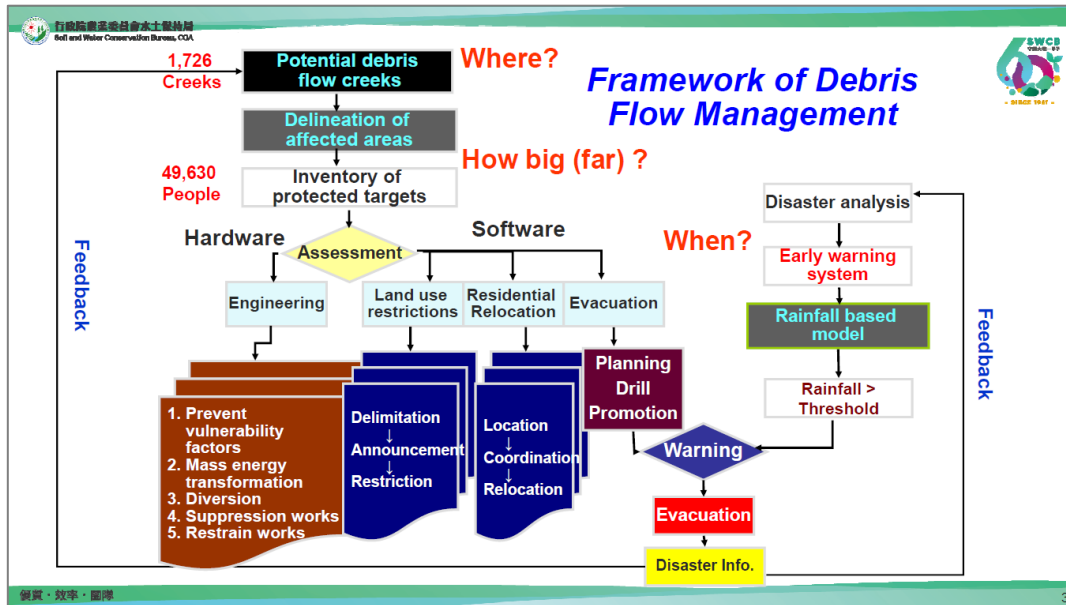 行政院農業委員會水土保持局
Soil and Water Conservation Bureau, COA
SWCB
SINCE 1961
Framework of Debris
Flow Management
1,726
Creeks
Potential debris
flow creeks
Where?
Delineation of
affected areas
How big (far) ?
49,630
People
Inventory of
protected targets
Hardware
Assessment
Software
When?
Disaster analysis
Early warning
system
Rainfall based
model
Rainfall >
Threshold
Feedback
Feedback
Engineering
Land use
restrictions
Residential
Relocation
Evacuation
1. Prevent
vulnerability
factors
2. Mass energy
transformation
3. Diversion
4. Suppression works
5. Restrain works
Delimitation
↓
Announcement
↓
Restriction
Location
↓
Coordination
↓
Relocation
Planning
Drill
Promotion
Warning
Evacuation
Disaster Info.
優質·效率·團隊
3